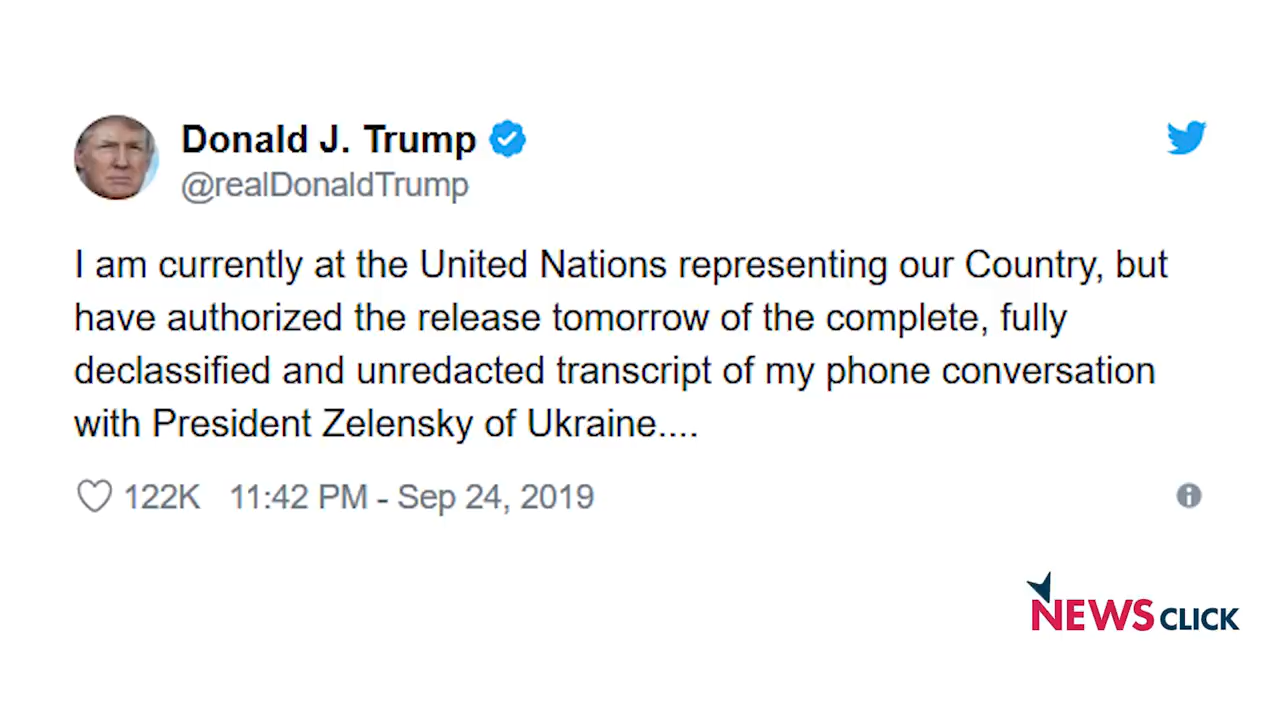 Donald J. Trump
@realDonaldTrump
I am currently at the United Nations representing our Country, but
have authorized the release tomorrow of the complete, fully
declassified and unredacted transcript of my phone conversation
with President Zelensky of Ukraine....
122K 11:42 PM - Sep 24, 2019
NEWSCLICK